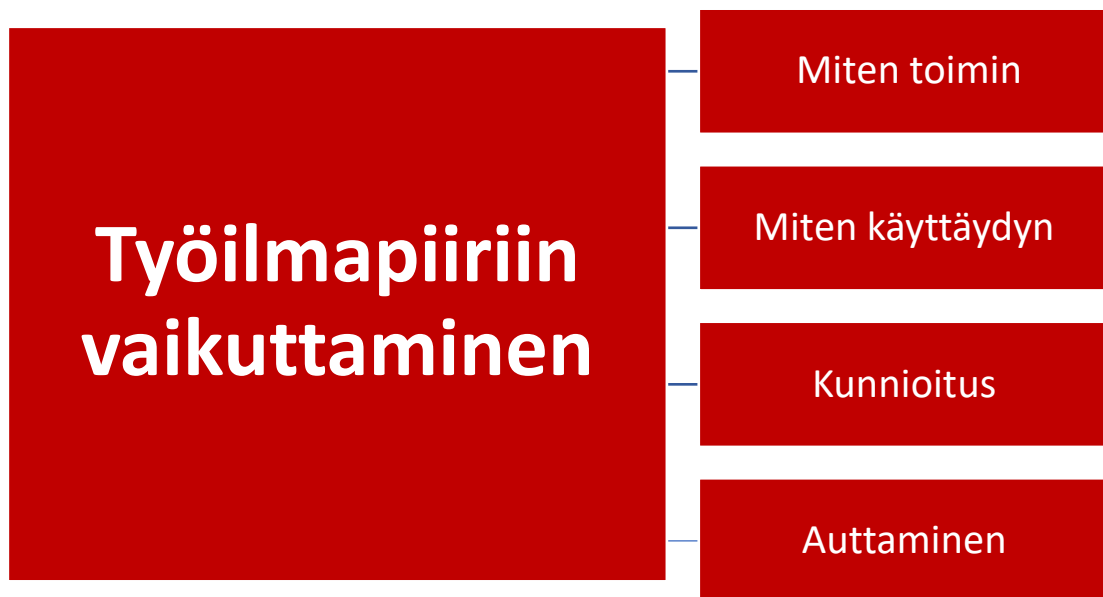 Työilmapiiriin
vaikuttaminen
Miten toimin
Miten käyttäydyn
Kunnioitus
Auttaminen